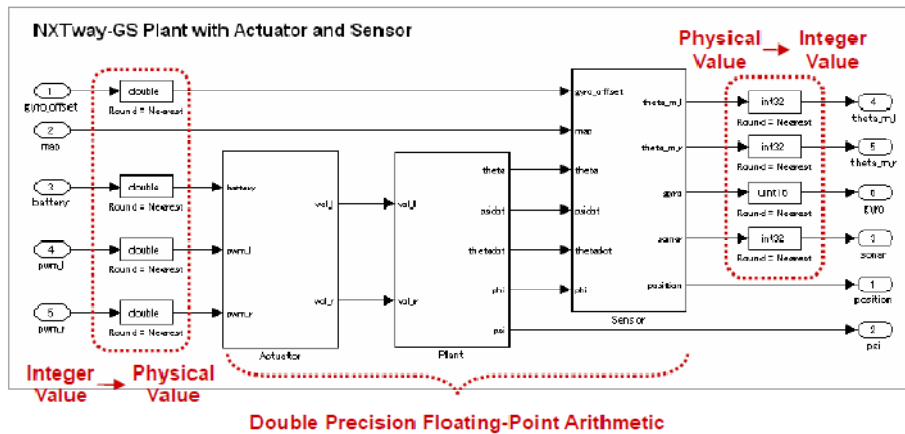 NXTway-GS Plant with Actuator and Sensor
Physical Value → Integer Value
1
gyro_offset
double
Round = Nearest
2
map
3
battery
double
Round = Nearest
4
pwm_l
double
Round = Nearest
5
pwm_r
double
Round = Nearest
battery
pwm_l
pwm_r
vol_l
vol_r
Actuator
vol_l
vol_r
theta
psidot
thetadot
phi
psi
Plant
gyro_offset
map
theta
psidot
thetadot
phi
theta_m_l
theta_m_r
gyro
sonar
position
Sensor
int32
Round = Nearest
int32
Round = Nearest
uint16
Round = Nearest
int32
Round = Nearest
4
theta_m_l
5
theta_m_r
6
gyro
3
sonar
1
position
2
psi
Integer Value → Physical Value
Double Precision Floating-Point Arithmetic